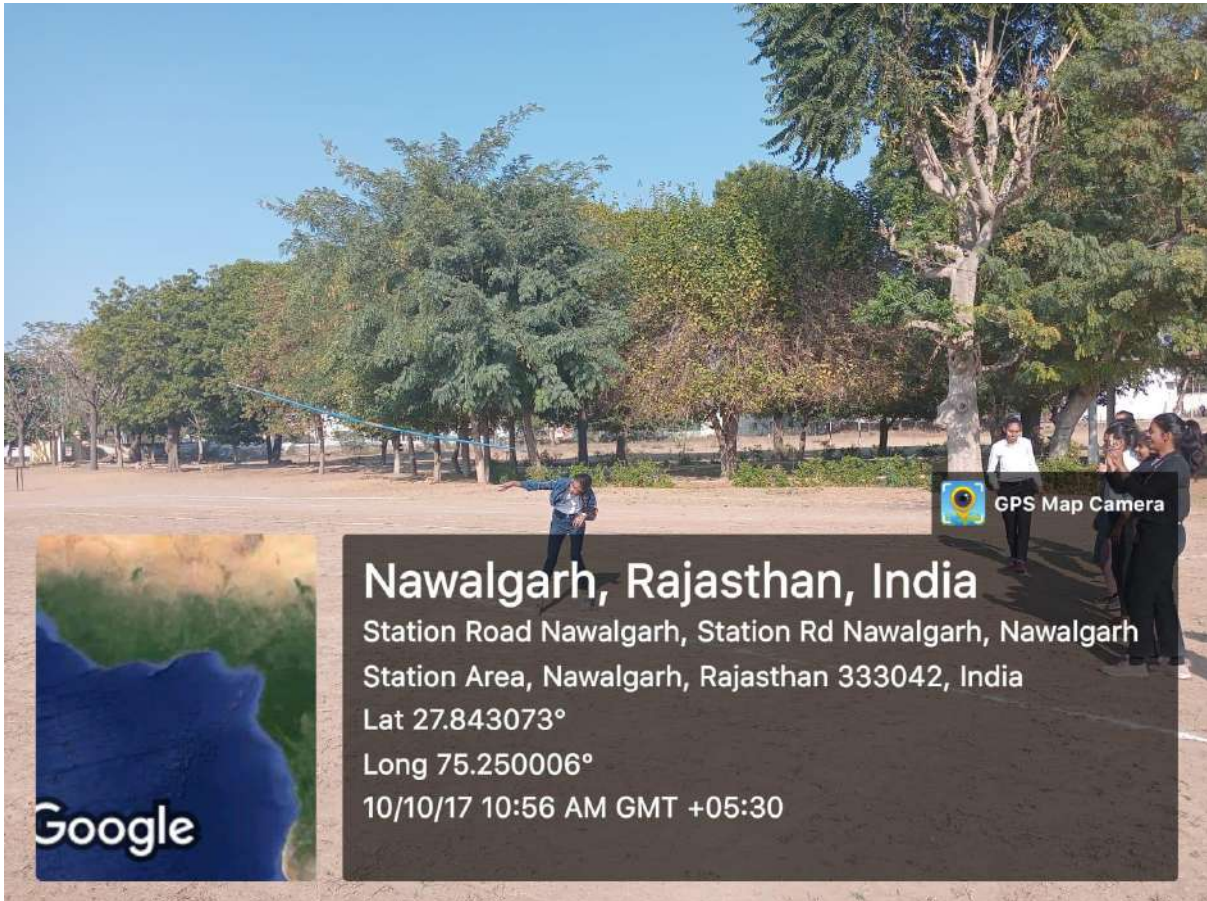 GPS Map Camera
Nawalgarh, Rajasthan, India
Station Road Nawalgarh, Station Rd Nawalgarh, Nawalgarh
Station Area, Nawalgarh, Rajasthan 333042, India
Lat 27.843073°
Long 75.250006°
10/10/17 10:56 AM GMT +05:30
Google